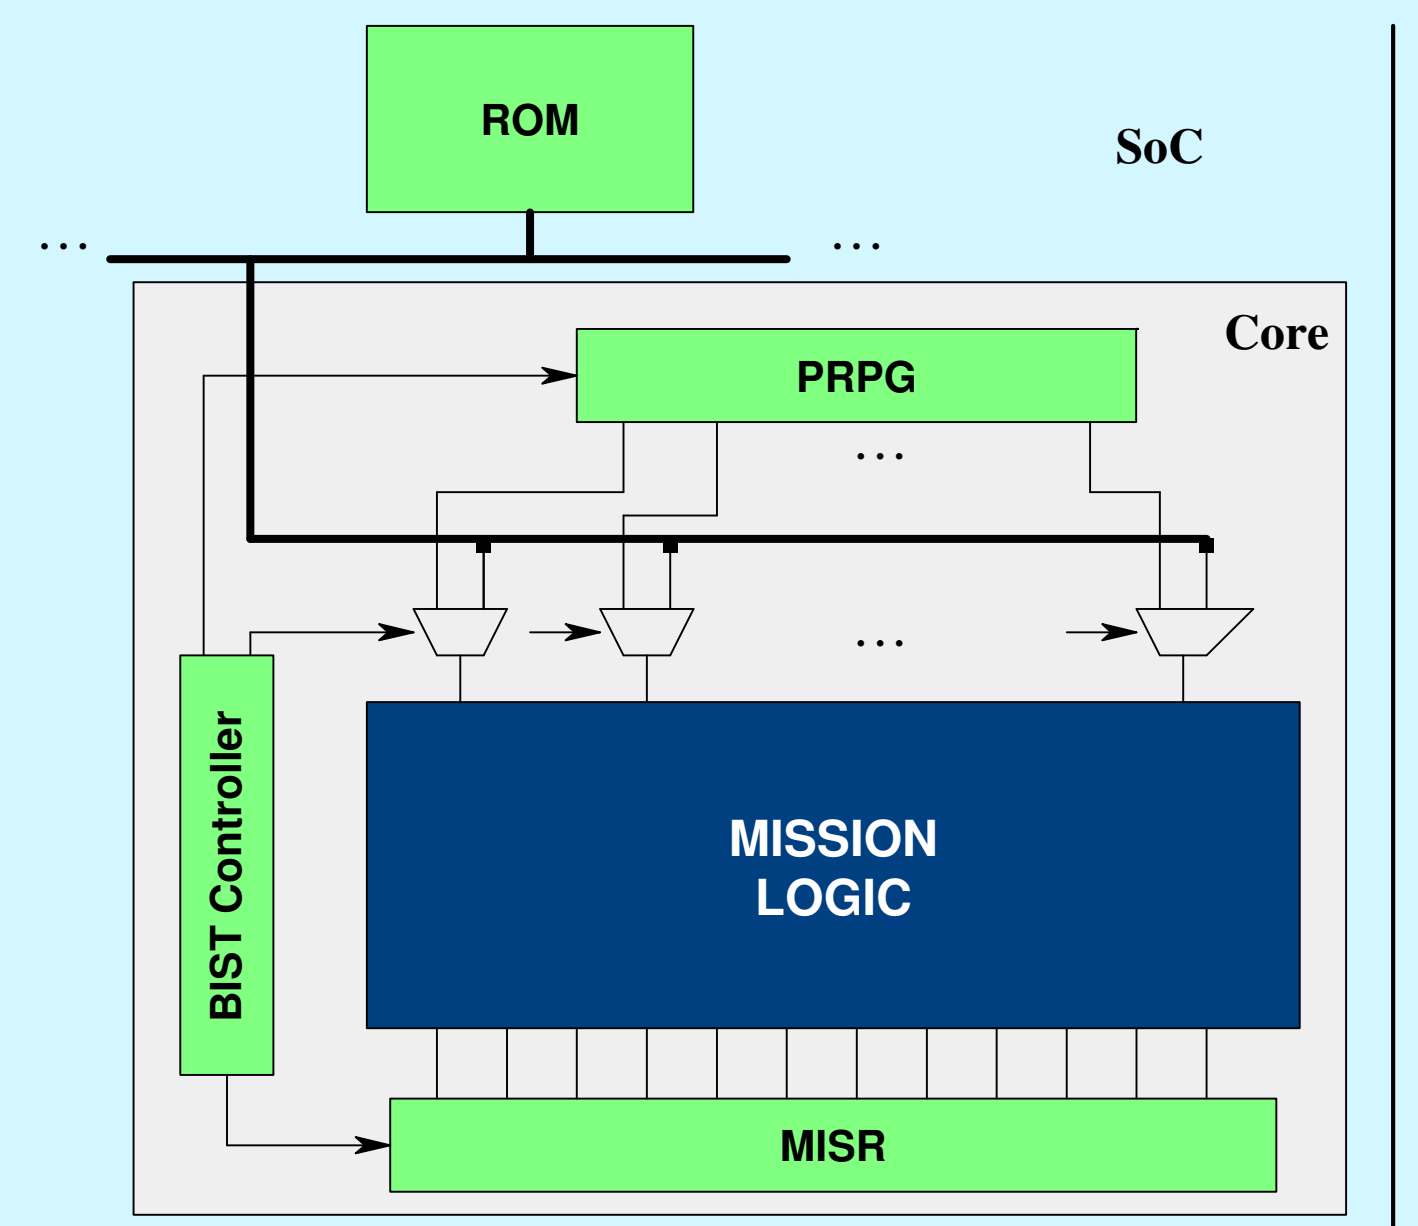 ROM
SoC
. . .
. . .
Core
PRPG
. . .
. . .
BIST Controller
MISSION
LOGIC
MISR